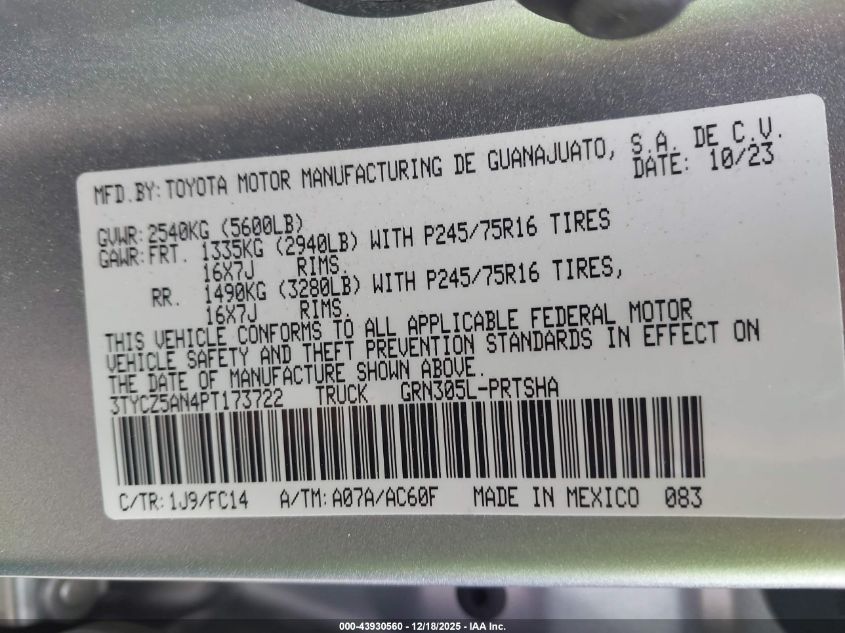 MFD.BY:TOYOTA MOTOR MANUFACTURING DE GUANAJUATO, S.A. DE C.V.
DATE: 10/23
GVWR:2540KG (5600LB)
GAWR:FRT. 1335KG (2940LB) WITH P245/75R16 TIRES
16X7J RIMS.
RR. 1490KG (3280LB) WITH P245/75R16 TIRES,
16X7J RIMS.
THIS VEHICLE CONFORMS TO ALL APPLICABLE FEDERAL MOTOR
VEHICLE SAFETY AND THEFT PREVENTION STANDARDS IN EFFECT ON
THE DATE OF MANUFACTURE SHOWN ABOVE.
3TYCZ5AN4PT173722 TRUCK GRN305L-PRTSHA
C/TR:1J9/FC14 A/TM:A07A/AC60F MADE IN MEXICO 083
000-43930560 - 12/18/2025 - IAA Inc.